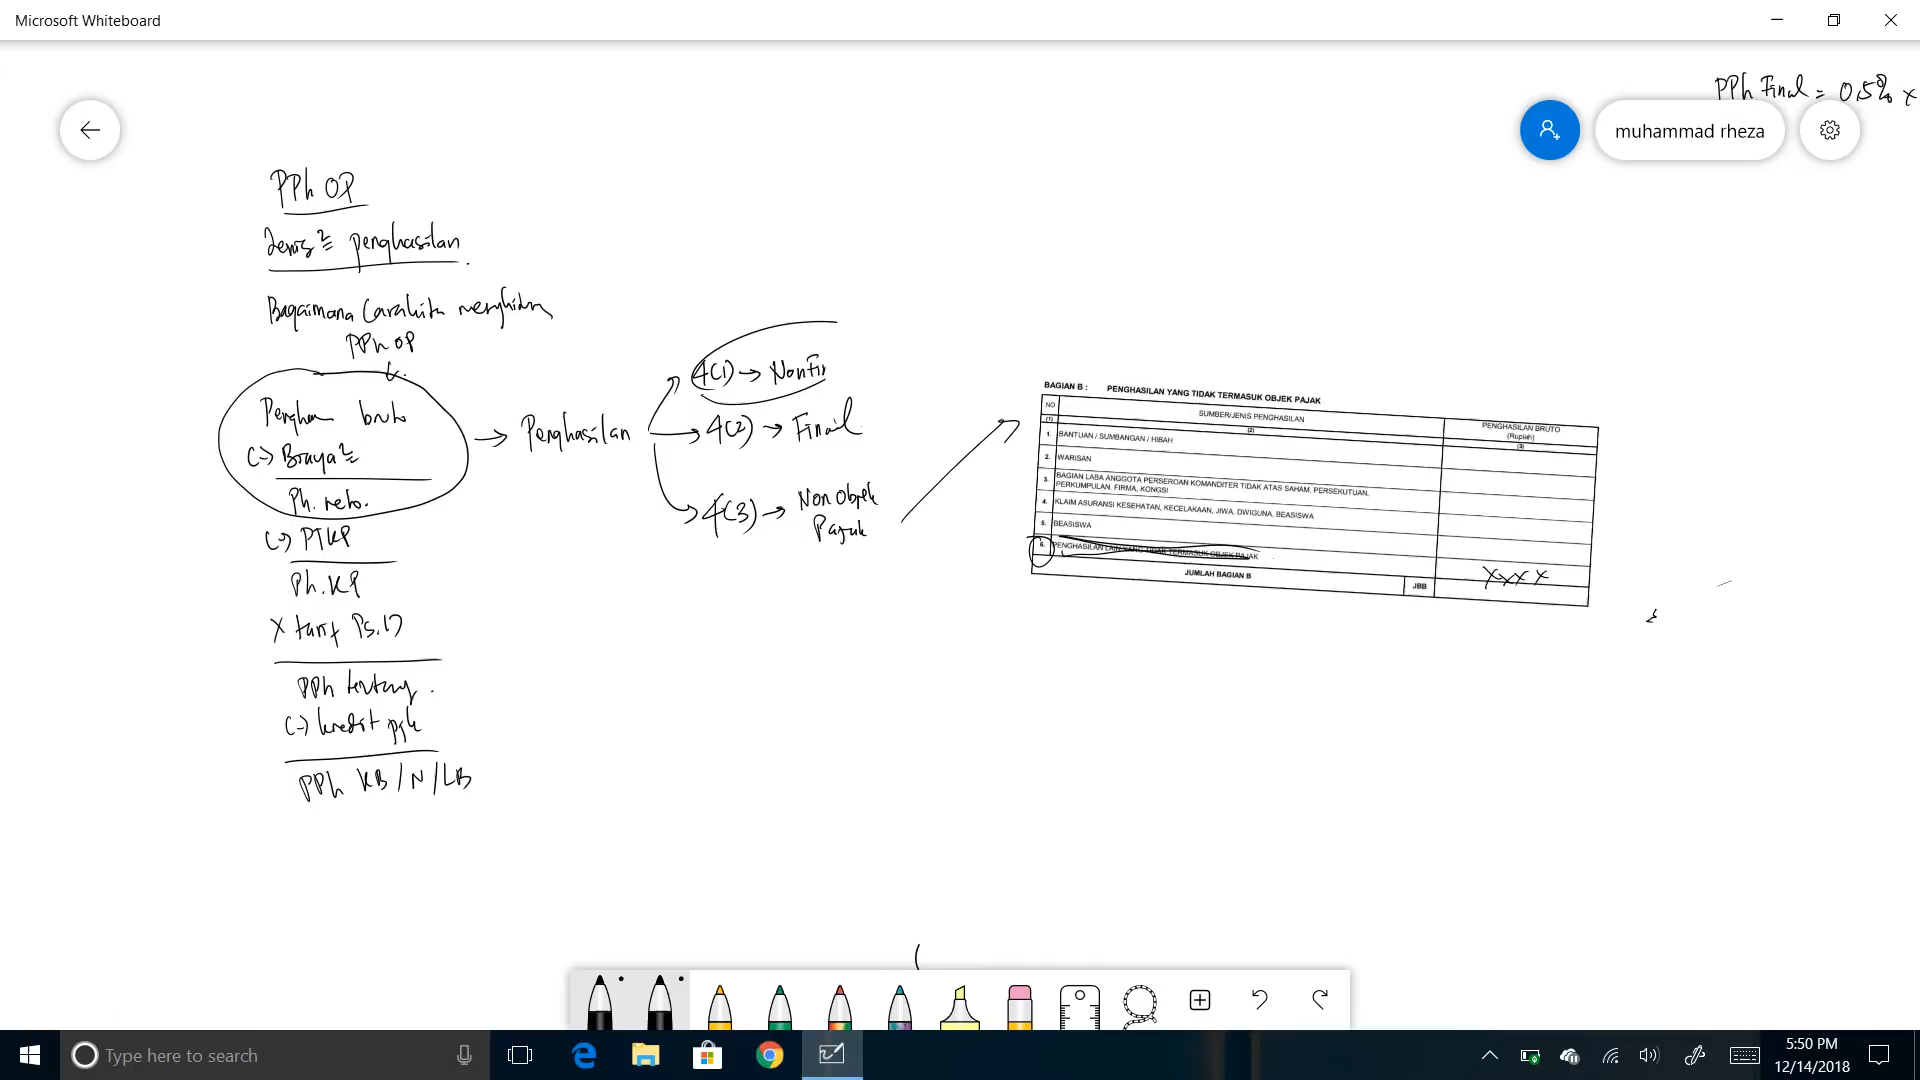 Microsoft Whiteboard
PPh Final = 0,5% x
muhammad rheza
PPh OP
Jenis² penghasilan
Bagaimana Cara kita menghitung
PPh OP
bruto
(-) Biaya²
Ph. neto.
(-) PTKP
Ph. KP
X tarif Ps.17
PPh terutang.
(-) kredit pjk
PPh KB/N/LB
Penghasilan
4(1) → NonFin
4(2) → Final
4(3) → Non Objek
Pajak
BAGIAN B : PENGHASILAN YANG TIDAK TERMASUK OBJEK PAJAK
NO SUMBER/JENIS PENGHASILAN PENGHASILAN BRUTO
(Rupiah)
(1) (2) (3)
1. BANTUAN / SUMBANGAN / HIBAH
2. WARISAN
3. BAGIAN LABA ANGGOTA PERSEROAN KOMANDITER TIDAK ATAS SAHAM, PERSEKUTUAN,
PERKUMPULAN, FIRMA, KONGSI
4. KLAIM ASURANSI KESEHATAN, KECELAKAAN, JIWA, DWIGUNA, BEASISWA
5. BEASISWA
6. PENGHASILAN LAIN YANG TIDAK TERMASUK OBJEK PAJAK
JUMLAH BAGIAN B JBB XXXX
Type here to search
5:50 PM
12/14/2018